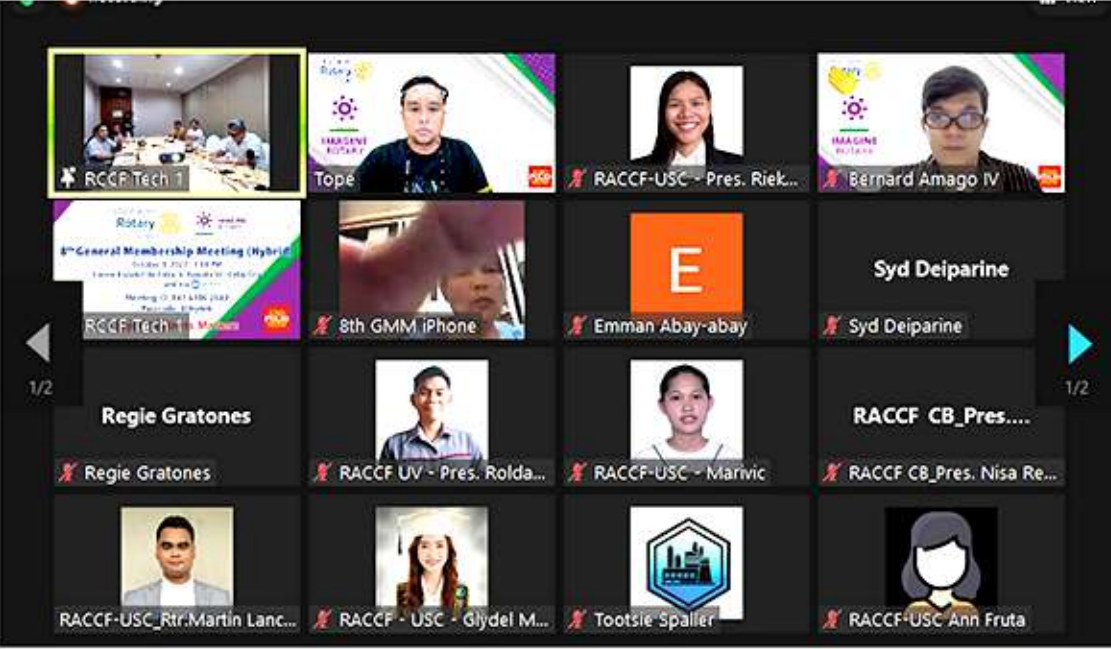 RCCF Tech 1
Tope
RACCF-USC - Pres. Riek...
Rotary
IMAGINE
ROTARY
Bernard Amago IV
Rotary
8th General Membership Meeting (Hybrid)
RCCF Tech
Matters
8th GMM iPhone
E
Emman Abay-abay
Syd Deiparine
Syd Deiparine
1/2
1/2
Regie Gratones
Regie Gratones
RACCF UV - Pres. Rolda...
RACCF-USC - Marivic
RACCF CB_Pres....
RACCF CB_Pres. Nisa Re...
RACCF-USC_Rtr.Martin Lanc...
RACCF - USC - Glydel M...
Tootsie Spaller
RACCF-USC Ann Fruta